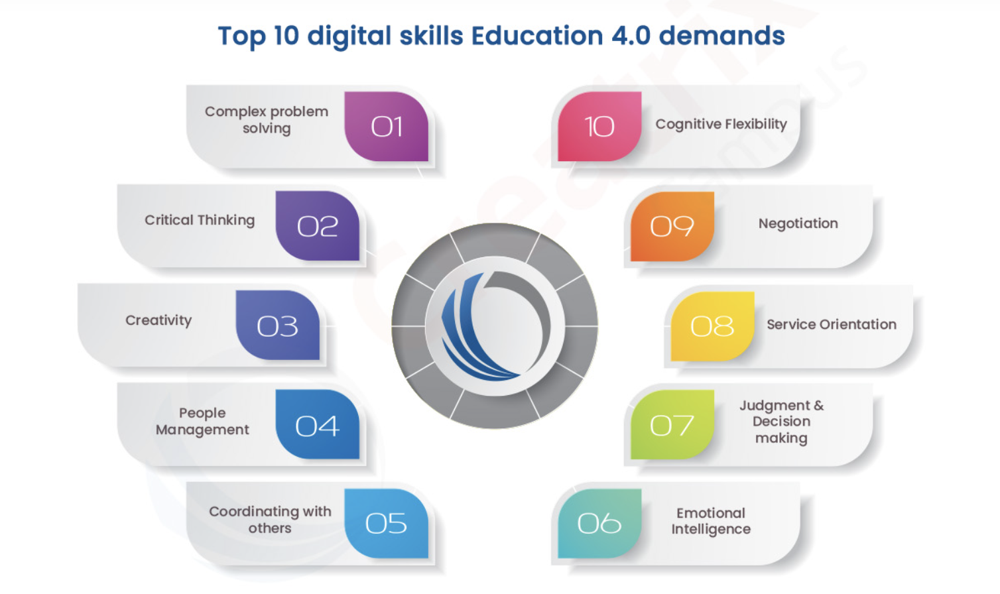 Top 10 digital skills Education 4.0 demands
Complex problem
solving
01
Critical Thinking
02
Creativity
03
People
Management
04
Coordinating with
others
05
10
Cognitive Flexibility
09
Negotiation
08
Service Orientation
07
Judgment &
Decision
making
06
Emotional
Intelligence
Creatrix
campus